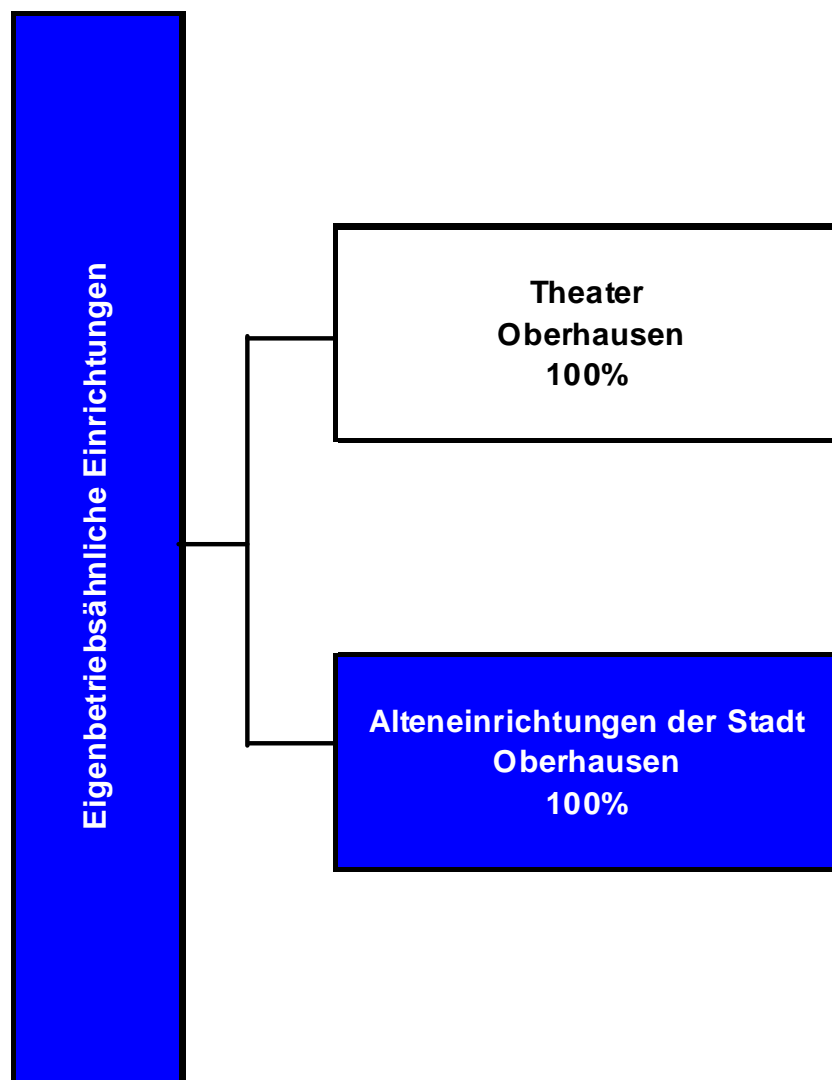 Eigenbetriebsähnliche Einrichtungen
Theater
Oberhausen
100%
Alteneinrichtungen der Stadt
Oberhausen
100%